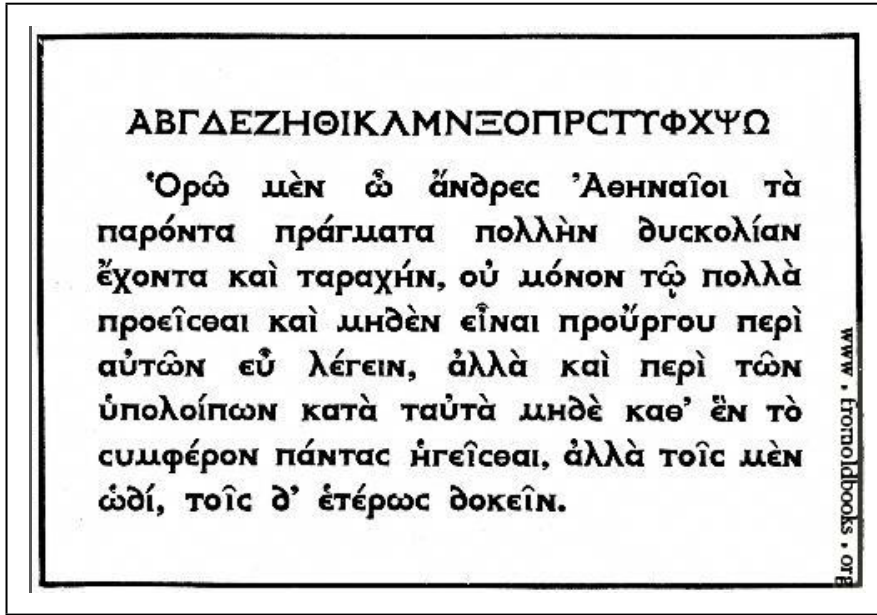 ΑΒΓΔΕΖΗΘΙΚΛΜΝΞΟΠΡϹΤΥΦΧΨΩ
Ὁρῶ μὲν ὦ ἄνδρεϲ Ἀθηναῖοι τὰ
παρόντα πράγματα πολλὴν δυϲκολίαν
ἔχοντα καὶ ταραχήν, οὐ μόνον τῷ πολλὰ
προεῖϲθαι καὶ μηδὲν εἶναι προὔργου περὶ
αὐτῶν εὖ λέγειν, ἀλλὰ καὶ περὶ τῶν
ὑπολοίπων κατὰ ταὐτὰ μηδὲ καθ’ ἓν τὸ
ϲυμφέρον πάνταϲ ἡγεῖϲθαι, ἀλλὰ τοῖϲ μὲν
ὡδί, τοῖϲ δ’ ἑτέρωϲ δοκεῖν.
www.fromoldbooks.org